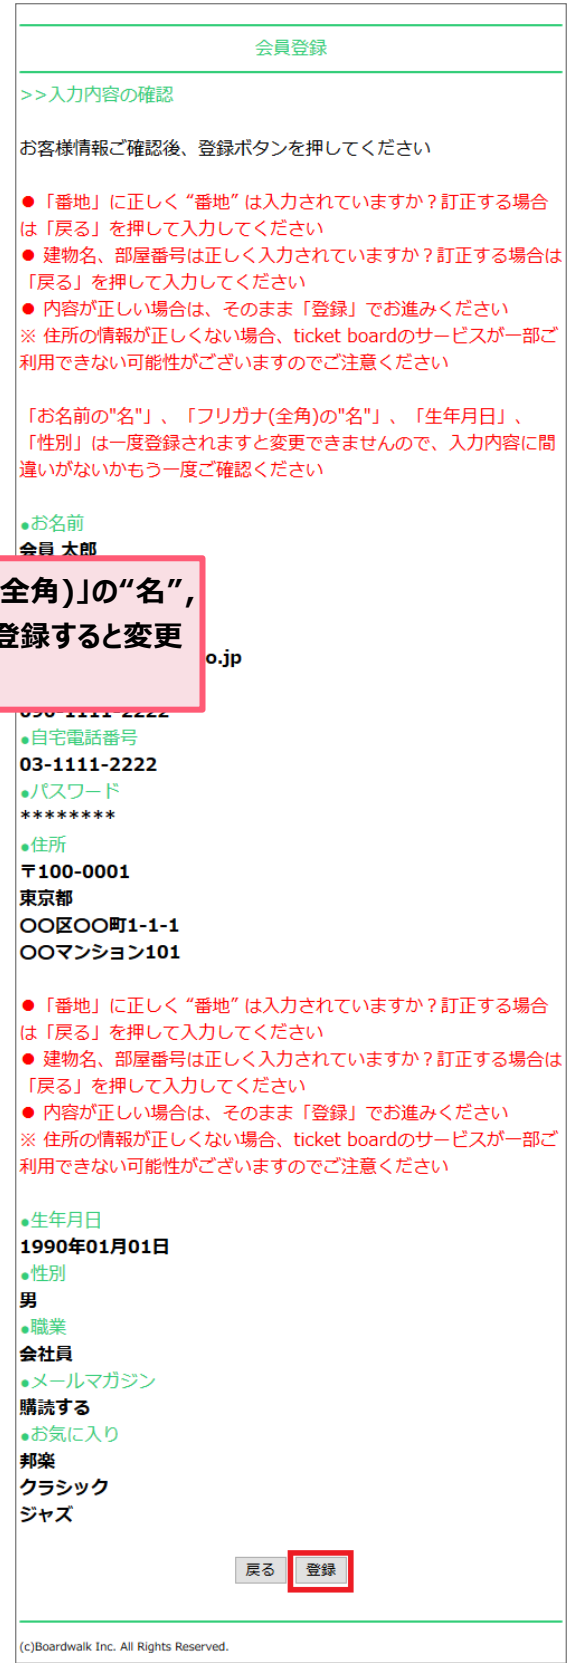 会員登録
>>入力内容の確認
お客様情報ご確認後、登録ボタンを押してください
●「番地」に正しく “番地” は入力されていますか？訂正する場合
は「戻る」を押して入力してください
● 建物名、部屋番号は正しく入力されていますか？訂正する場合は
「戻る」を押して入力してください
● 内容が正しい場合は、そのまま「登録」でお進みください
※ 住所の情報が正しくない場合、ticket boardのサービスが一部ご
利用できない可能性がございますのでご注意ください
「お名前の"名"」、「フリガナ(全角)の"名"」、「生年月日」、
「性別」は一度登録されますと変更できませんので、入力内容に間
違いがないかもう一度ご確認ください
●お名前
会員 太郎
全角)」の“名”,
登録すると変更
o.jp
090-1111-2222
●自宅電話番号
03-1111-2222
●パスワード
********
●住所
〒100-0001
東京都
〇〇区〇〇町1-1-1
〇〇マンション101
●「番地」に正しく “番地” は入力されていますか？訂正する場合
は「戻る」を押して入力してください
● 建物名、部屋番号は正しく入力されていますか？訂正する場合は
「戻る」を押して入力してください
● 内容が正しい場合は、そのまま「登録」でお進みください
※ 住所の情報が正しくない場合、ticket boardのサービスが一部ご
利用できない可能性がございますのでご注意ください
●生年月日
1990年01月01日
●性別
男
●職業
会社員
●メールマガジン
購読する
●お気に入り
邦楽
クラシック
ジャズ
戻る 登録
(c)Boardwalk Inc. All Rights Reserved.